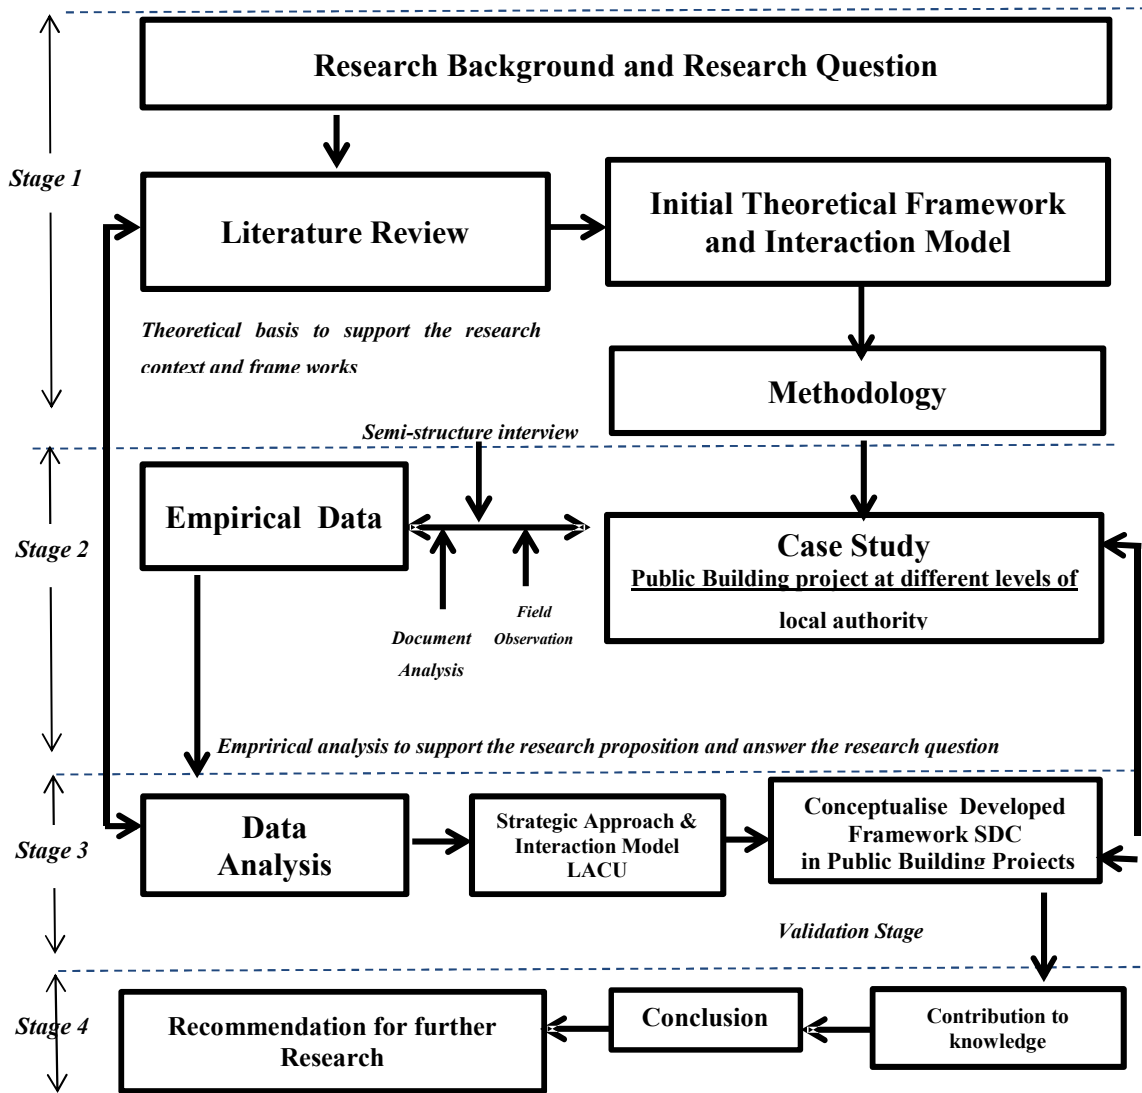 Research Background and Research Question
Stage 1
Literature Review
Initial Theoretical Framework
and Interaction Model
Theoretical basis to support the research
context and frame works
Methodology
Semi-structure interview
Stage 2
Empirical Data
Case Study
Public Building project at different levels of
local authority
Document
Analysis
Field
Observation
Emprirical analysis to support the research proposition and answer the research question
Stage 3
Data
Analysis
Strategic Approach &
Interaction Model
LACU
Conceptualise Developed
Framework SDC
in Public Building Projects
Validation Stage
Stage 4
Recommendation for further
Research
Conclusion
Contribution to
knowledge